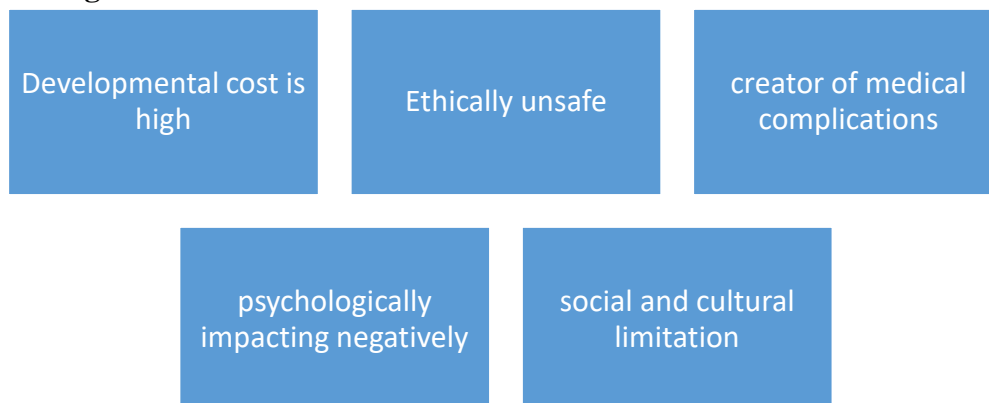 Developmental cost is
high
Ethically unsafe
creator of medical
complications
psychologically
impacting negatively
social and cultural
limitation